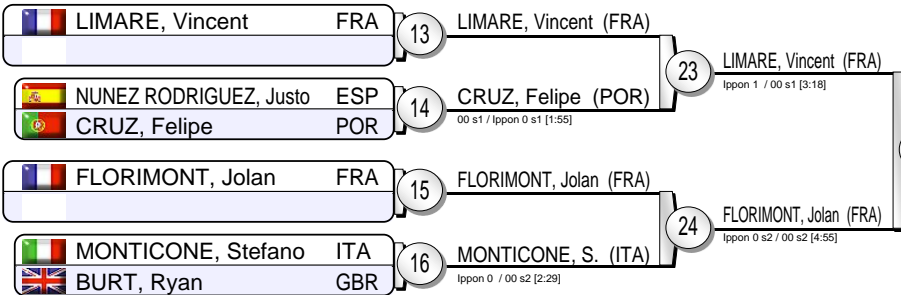 LIMARE, Vincent FRA
13
LIMARE, Vincent (FRA)
NUNEZ RODRIGUEZ, Justo ESP
CRUZ, Felipe POR
14
CRUZ, Felipe (POR)
00 s1 / Ippon 0 s1 [1:55]
23
LIMARE, Vincent (FRA)
Ippon 1 / 00 s1 [3:18]
FLORIMONT, Jolan FRA
15
FLORIMONT, Jolan (FRA)
MONTICONE, Stefano ITA
BURT, Ryan GBR
16
MONTICONE, S. (ITA)
Ippon 0 / 00 s2 [2:29]
24
FLORIMONT, Jolan (FRA)
Ippon 0 s2 / 00 s2 [4:55]